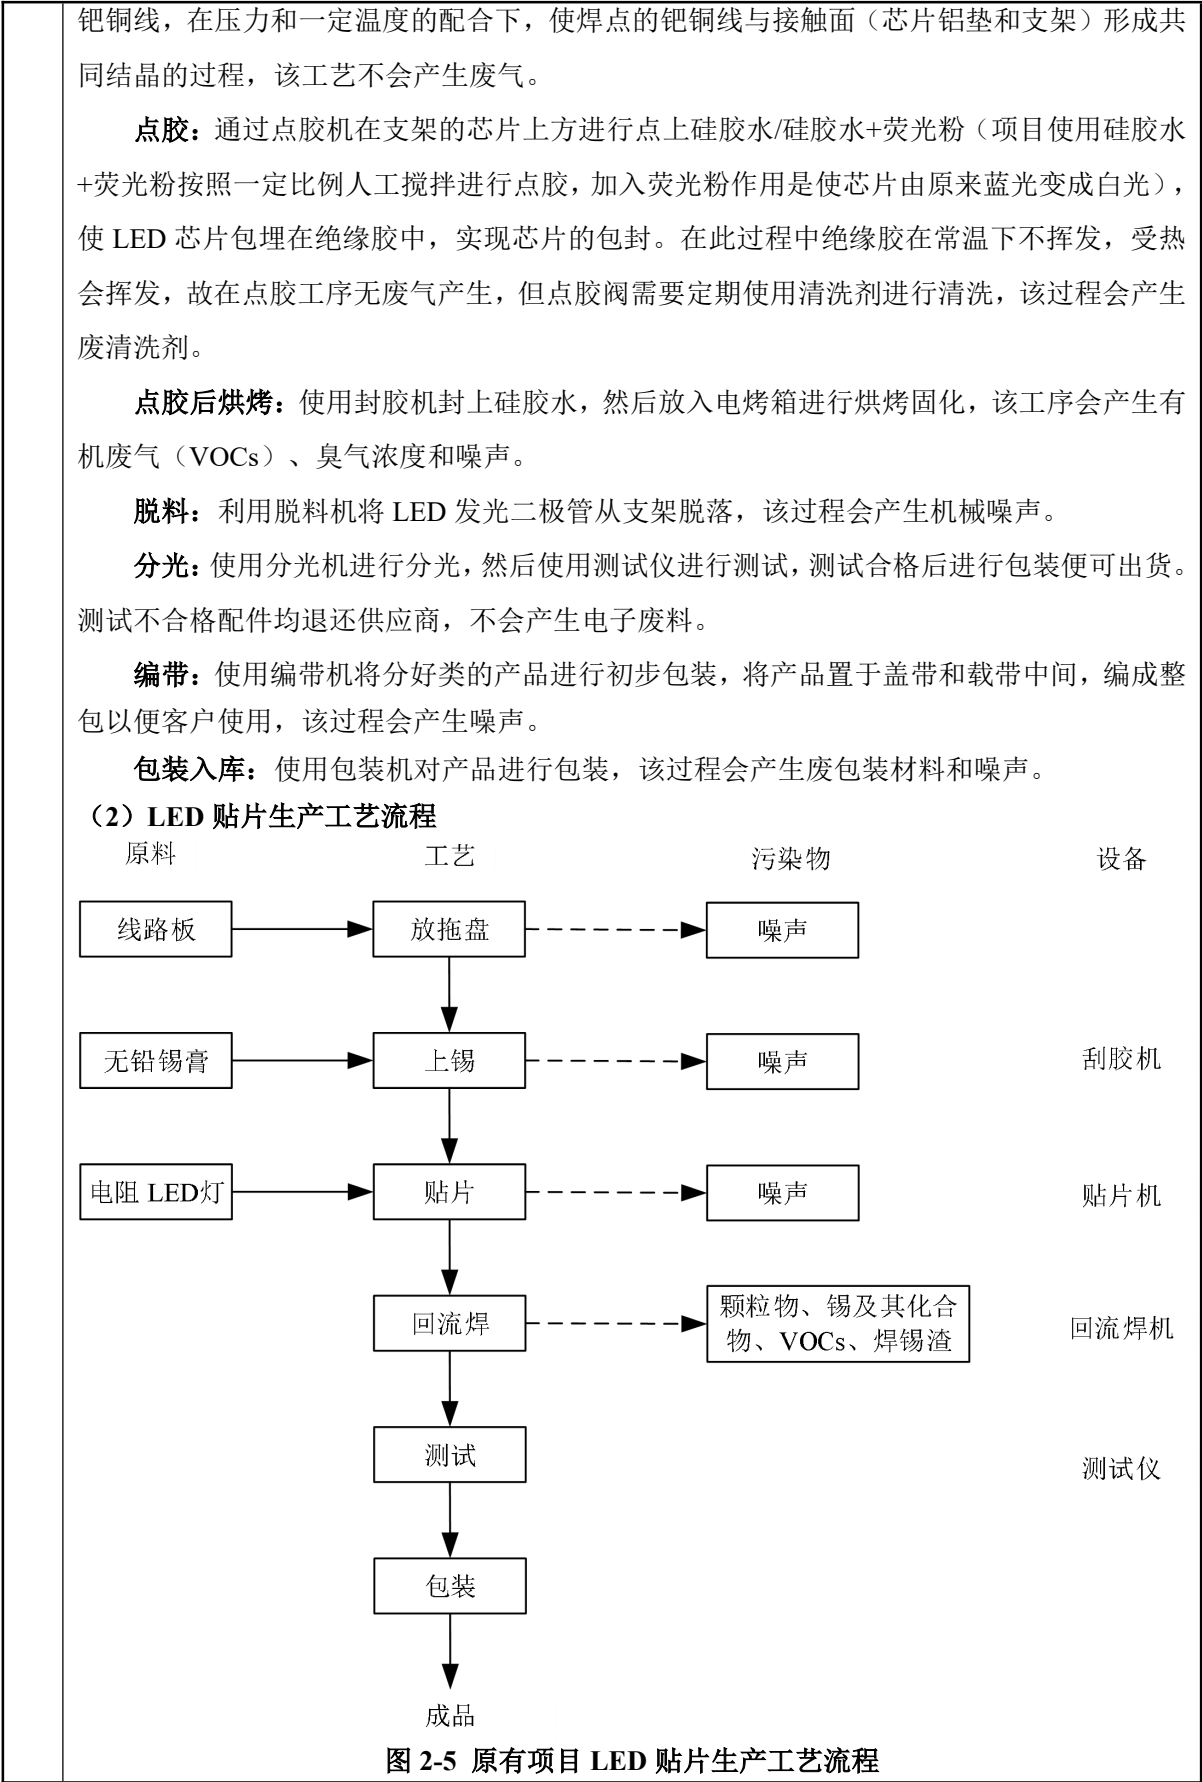 钯铜线，在压力和一定温度的配合下，使焊点的钯铜线与接触面（芯片铝垫和支架）形成共
同结晶的过程，该工艺不会产生废气。
点胶：通过点胶机在支架的芯片上方进行点上硅胶水/硅胶水+荧光粉（项目使用硅胶水
+荧光粉按照一定比例人工搅拌进行点胶，加入荧光粉作用是使芯片由原来蓝光变成白光），
使 LED 芯片包埋在绝缘胶中，实现芯片的包封。在此过程中绝缘胶在常温下不挥发，受热
会挥发，故在点胶工序无废气产生，但点胶阀需要定期使用清洗剂进行清洗，该过程会产生
废清洗剂。
点胶后烘烤：使用封胶机封上硅胶水，然后放入电烤箱进行烘烤固化，该工序会产生有
机废气（VOCs）、臭气浓度和噪声。
脱料：利用脱料机将 LED 发光二极管从支架脱落，该过程会产生机械噪声。
分光：使用分光机进行分光，然后使用测试仪进行测试，测试合格后进行包装便可出货。
测试不合格配件均退还供应商，不会产生电子废料。
编带：使用编带机将分好类的产品进行初步包装，将产品置于盖带和载带中间，编成整
包以便客户使用，该过程会产生噪声。
包装入库：使用包装机对产品进行包装，该过程会产生废包装材料和噪声。
（2）LED 贴片生产工艺流程
原料 工艺 污染物 设备
线路板 放拖盘 噪声
无铅锡膏 上锡 噪声 刮胶机
电阻 LED灯 贴片 噪声 贴片机
回流焊 颗粒物、锡及其化合 回流焊机
物、VOCs、焊锡渣
测试 测试仪
包装
成品
图 2-5 原有项目 LED 贴片生产工艺流程